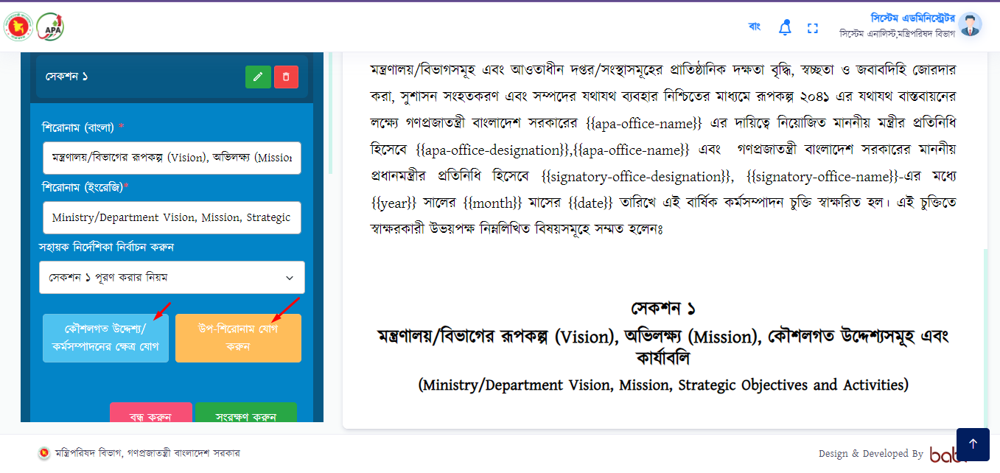 APA
বাং
সিস্টেম এডমিনিস্ট্রেটর
সিস্টেম এনালিস্ট,মন্ত্রিপরিষদ বিভাগ
সেকশন ১
শিরোনাম (বাংলা) *
মন্ত্রণালয়/বিভাগের রূপকল্প (Vision), অভিলক্ষ্য (Mission
শিরোনাম (ইংরেজি)*
Ministry/Department Vision, Mission, Strategic
সহায়ক নির্দেশিকা নির্বাচন করুন
সেকশন ১ পূরণ করার নিয়ম
কৌশলগত উদ্দেশ্য/
কর্মসম্পাদনের ক্ষেত্র যোগ
উপ-শিরোনাম যোগ
করুন
বন্ধ করুন
সংরক্ষণ করুন
মন্ত্রণালয়/বিভাগসমূহ এবং আওতাধীন দপ্তর/সংস্থাসমূহের প্রাতিষ্ঠানিক দক্ষতা বৃদ্ধি, স্বচ্ছতা ও জবাবদিহি জোরদার
করা, সুশাসন সংহতকরণ এবং সম্পদের যথাযথ ব্যবহার নিশ্চিতের মাধ্যমে রূপকল্প ২০৪১ এর যথাযথ বাস্তবায়নের
লক্ষ্যে গণপ্রজাতন্ত্রী বাংলাদেশ সরকারের {{apa-office-name}} এর দায়িত্বে নিয়োজিত মাননীয় মন্ত্রীর প্রতিনিধি
হিসেবে {{apa-office-designation}},{{apa-office-name}} এবং গণপ্রজাতন্ত্রী বাংলাদেশ সরকারের মাননীয়
প্রধানমন্ত্রীর প্রতিনিধি হিসেবে {{signatory-office-designation}}, {{signatory-office-name}}-এর মধ্যে
{{year}} সালের {{month}} মাসের {{date}} তারিখে এই বার্ষিক কর্মসম্পাদন চুক্তি স্বাক্ষরিত হল। এই চুক্তিতে
স্বাক্ষরকারী উভয়পক্ষ নিম্নলিখিত বিষয়সমূহে সম্মত হলেনঃ
সেকশন ১
মন্ত্রণালয়/বিভাগের রূপকল্প (Vision), অভিলক্ষ্য (Mission), কৌশলগত উদ্দেশ্যসমূহ এবং
কার্যাবলি
(Ministry/Department Vision, Mission, Strategic Objectives and Activities)
মন্ত্রিপরিষদ বিভাগ, গণপ্রজাতন্ত্রী বাংলাদেশ সরকার
Design & Developed By